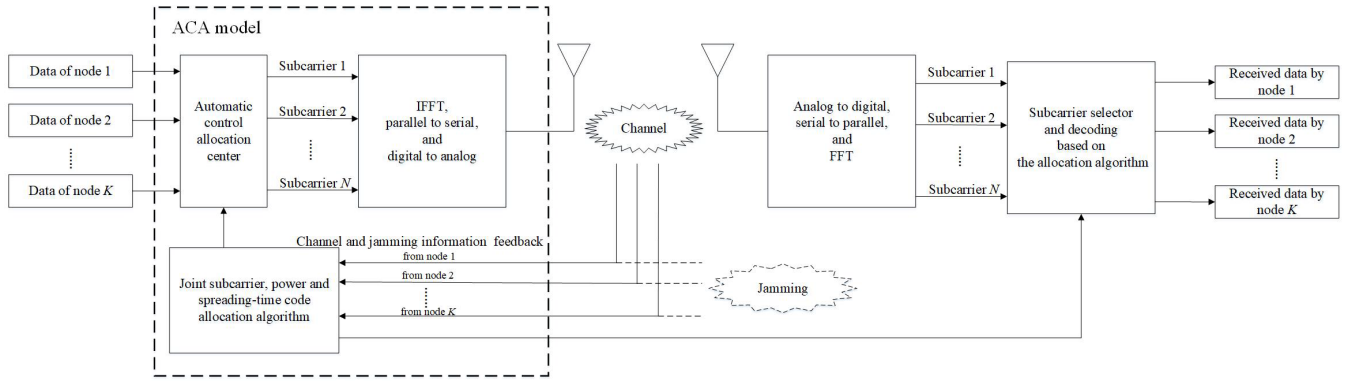 ACA model
Data of node 1
Data of node 2
Data of node K
Automatic
control
allocation
center
Subcarrier 1
Subcarrier 2
Subcarrier N
IFFT,
parallel to serial,
and
digital to analog
Channel
Analog to digital,
serial to parallel,
and
FFT
Subcarrier 1
Subcarrier 2
Subcarrier N
Subcarrier selector
and decoding
based on
the allocation algorithm
Received data by
node 1
Received data by
node 2
Received data by
node K
Channel and jamming information feedback
from node 1
from node 2
from node K
Joint subcarrier, power and
spreading-time code
allocation algorithm
Jamming